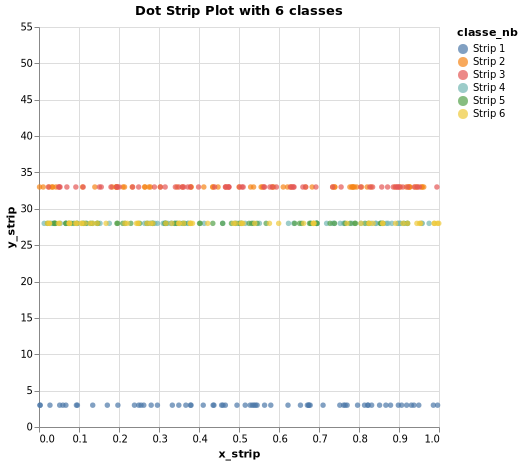 Dot Strip Plot with 6 classes
classe_nb
Strip 1
Strip 2
Strip 3
Strip 4
Strip 5
Strip 6
y_strip
55
50
45
40
35
30
25
20
15
10
5
0
0.0 0.1 0.2 0.3 0.4 0.5 0.6 0.7 0.8 0.9 1.0
x_strip